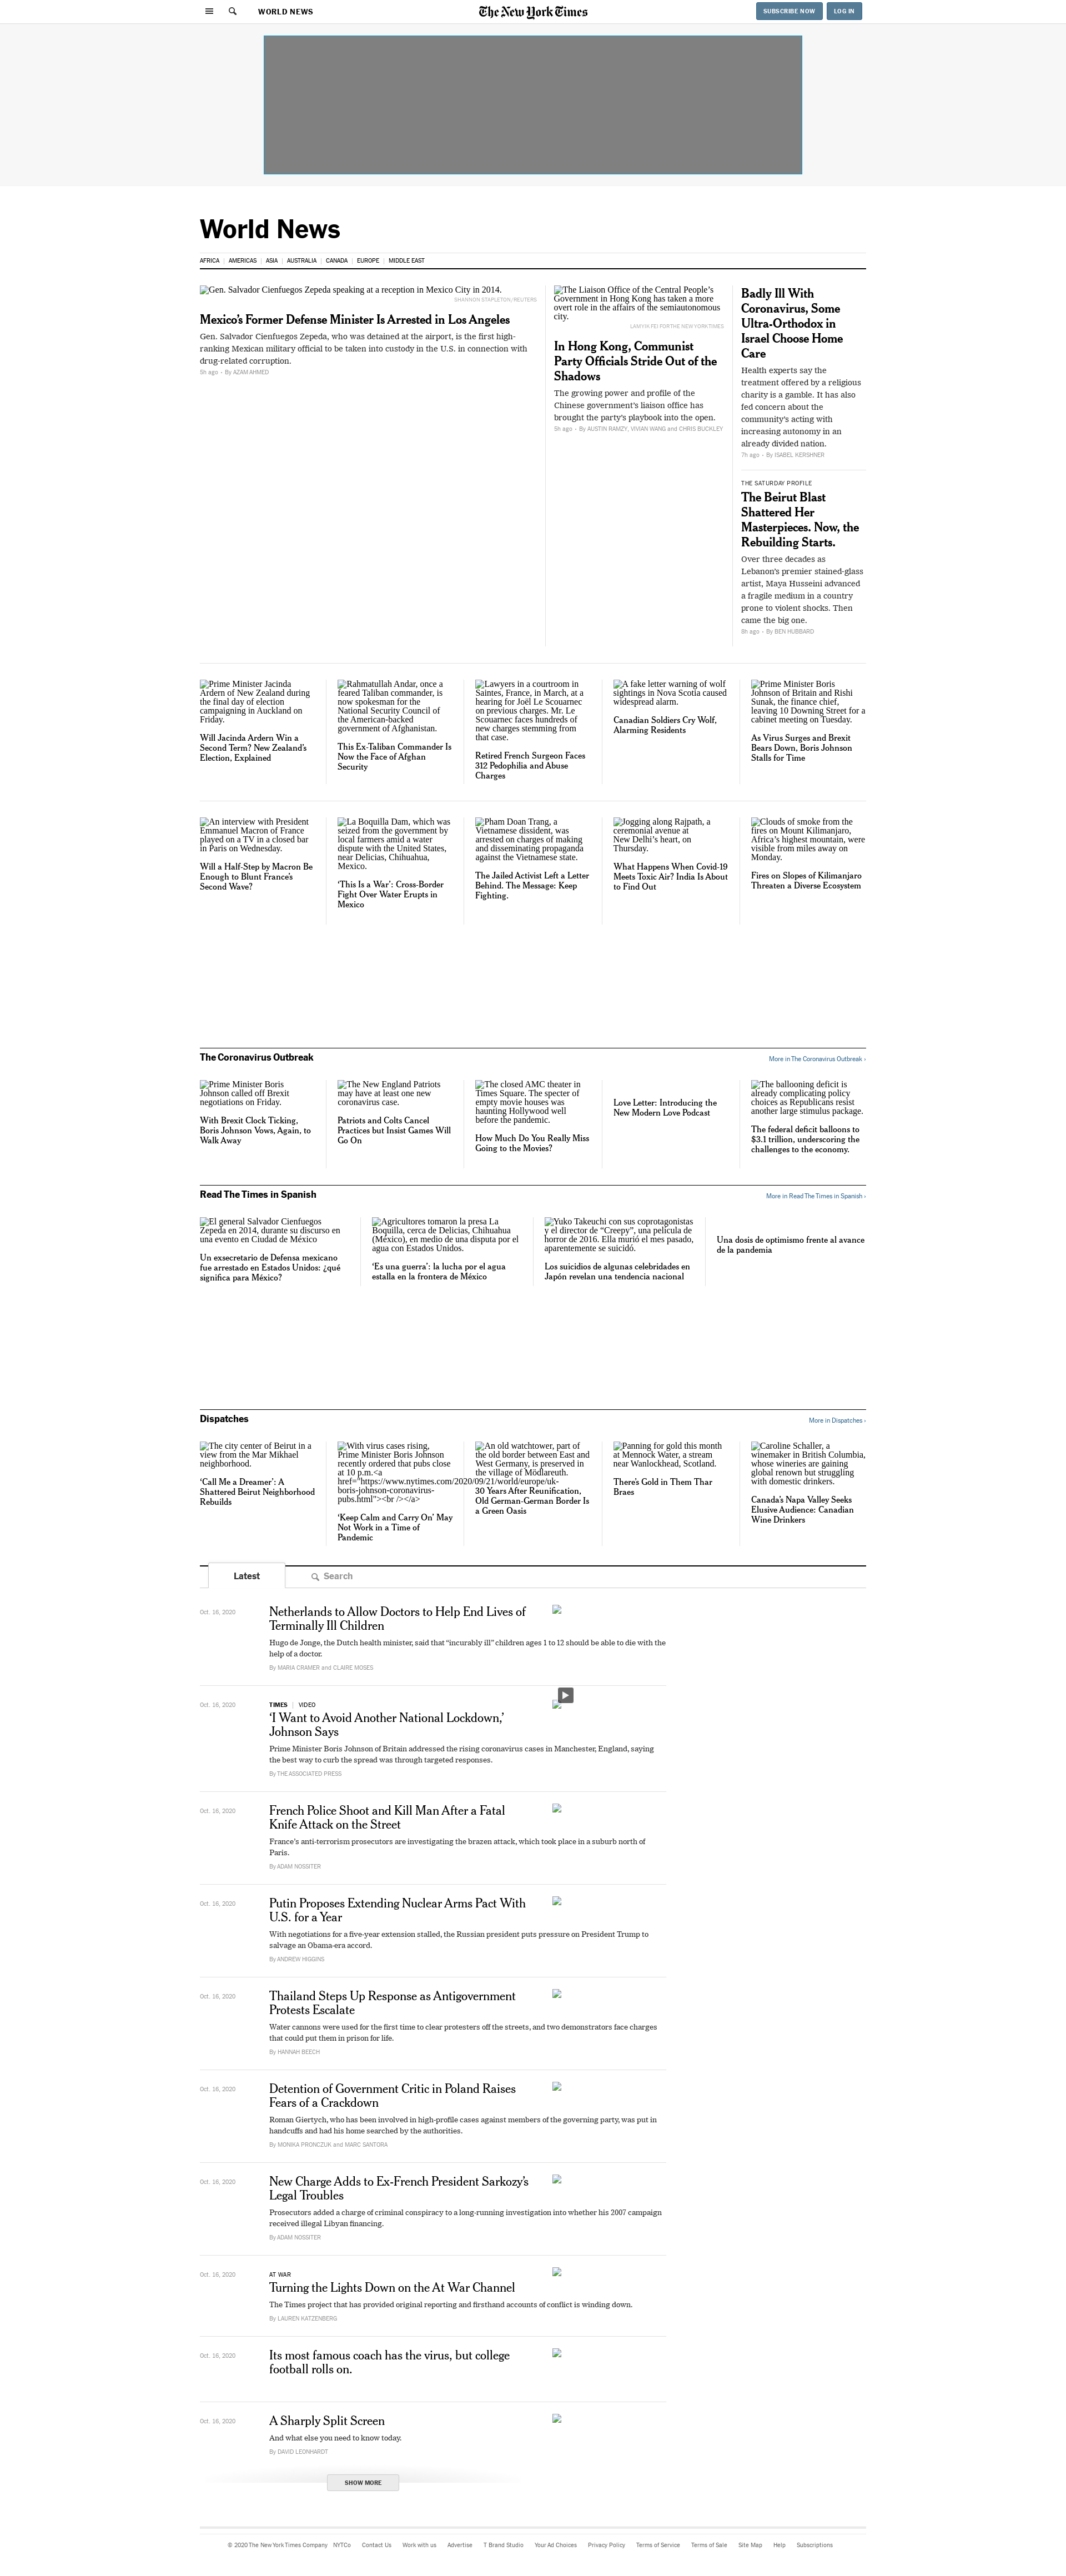 WORLD NEWS
The New York Times
SUBSCRIBE NOW
LOG IN
World News
AFRICA
AMERICAS
ASIA
AUSTRALIA
CANADA
EUROPE
MIDDLE EAST
Gen. Salvador Cienfuegos Zepeda speaking at a reception in Mexico City in 2014.
SHANNON STAPLETON/REUTERS
Mexico's Former Defense Minister Is Arrested in Los Angeles
Gen. Salvador Cienfuegos Zepeda, who was detained at the airport, is the first high-
ranking Mexican military official to be taken into custody in the U.S. in connection with
drug-related corruption.
5h ago • By AZAM AHMED
The Liaison Office of the Central People's
Government in Hong Kong has taken a more
overt role in the affairs of the semiautonomous
city.
LAM YIK FEI FOR THE NEW YORK TIMES
In Hong Kong, Communist
Party Officials Stride Out of the
Shadows
The growing power and profile of the
Chinese government's liaison office has
brought the party's playbook into the open.
5h ago • By AUSTIN RAMZY, VIVIAN WANG and CHRIS BUCKLEY
Badly Ill With
Coronavirus, Some
Ultra-Orthodox in
Israel Choose Home
Care
Health experts say the
treatment offered by a religious
charity is a gamble. It has also
fed concern about the
community's acting with
increasing autonomy in an
already divided nation.
7h ago • By ISABEL KERSHNER
THE SATURDAY PROFILE
The Beirut Blast
Shattered Her
Masterpieces. Now, the
Rebuilding Starts.
Over three decades as
Lebanon's premier stained-glass
artist, Maya Husseini advanced
a fragile medium in a country
prone to violent shocks. Then
came the big one.
8h ago • By BEN HUBBARD
Prime Minister Jacinda
Ardern of New Zealand during
the final day of election
campaigning in Auckland on
Friday.
Will Jacinda Ardern Win a
Second Term? New Zealand's
Election, Explained
Rahmatullah Andar, once a
feared Taliban commander, is
now spokesman for the
National Security Council of
the American-backed
government of Afghanistan.
This Ex-Taliban Commander Is
Now the Face of Afghan
Security
Lawyers in a courtroom in
Saintes, France, in March, at a
hearing for Joël Le Scouarnec
on previous charges. Mr. Le
Scouarnec faces hundreds of
new charges stemming from
that case.
Retired French Surgeon Faces
312 Pedophilia and Abuse
Charges
A fake letter warning of wolf
sightings in Nova Scotia caused
widespread alarm.
Canadian Soldiers Cry Wolf,
Alarming Residents
Prime Minister Boris
Johnson of Britain and Rishi
Sunak, the finance chief,
leaving 10 Downing Street for a
cabinet meeting on Tuesday.
As Virus Surges and Brexit
Bears Down, Boris Johnson
Stalls for Time
An interview with President
Emmanuel Macron of France
played on a TV in a closed bar
in Paris on Wednesday.
Will a Half-Step by Macron Be
Enough to Blunt France's
Second Wave?
La Boquilla Dam, which was
seized from the government by
local farmers amid a water
dispute with the United States,
near Delicias, Chihuahua,
Mexico.
'This Is a War': Cross-Border
Fight Over Water Erupts in
Mexico
Pham Doan Trang, a
Vietnamese dissident, was
arrested on charges of making
and disseminating propaganda
against the Vietnamese state.
The Jailed Activist Left a Letter
Behind. The Message: Keep
Fighting.
Jogging along Rajpath, a
ceremonial avenue at
New Delhi's heart, on
Thursday.
What Happens When Covid-19
Meets Toxic Air? India Is About
to Find Out
Clouds of smoke from the
fires on Mount Kilimanjaro,
Africa's highest mountain, were
visible from miles away on
Monday.
Fires on Slopes of Kilimanjaro
Threaten a Diverse Ecosystem
The Coronavirus Outbreak
More in The Coronavirus Outbreak ›
Prime Minister Boris
Johnson called off Brexit
negotiations on Friday.
With Brexit Clock Ticking,
Boris Johnson Vows, Again, to
Walk Away
The New England Patriots
may have at least one new
coronavirus case.
Patriots and Colts Cancel
Practices but Insist Games Will
Go On
The closed AMC theater in
Times Square. The specter of
empty movie houses was
haunting Hollywood well
before the pandemic.
How Much Do You Really Miss
Going to the Movies?
Love Letter: Introducing the
New Modern Love Podcast
The ballooning deficit is
already complicating policy
choices as Republicans resist
another large stimulus package.
The federal deficit balloons to
$3.1 trillion, underscoring the
challenges to the economy.
Read The Times in Spanish
More in Read The Times in Spanish ›
El general Salvador Cienfuegos
Zepeda en 2014, durante su discurso en
una evento en Ciudad de México
Un exsecretario de Defensa mexicano
fue arrestado en Estados Unidos: ¿qué
significa para México?
Agricultores tomaron la presa La
Boquilla, cerca de Delicias, Chihuahua
(México), en medio de una disputa por el
agua con Estados Unidos.
'Es una guerra': la lucha por el agua
estalla en la frontera de México
Yuko Takeuchi con sus coprotagonistas
y el director de "Creepy", una película de
horror de 2016. Ella murió el mes pasado,
aparentemente se suicidó.
Los suicidios de algunas celebridades en
Japón revelan una tendencia nacional
Una dosis de optimismo frente al avance
de la pandemia
Dispatches
More in Dispatches ›
The city center of Beirut in a
view from the Mar Mikhael
neighborhood.
'Call Me a Dreamer': A
Shattered Beirut Neighborhood
Rebuilds
With virus cases rising,
Prime Minister Boris Johnson
recently ordered that pubs close
at 10 p.m.<a
href="https://www.nytimes.com/2020/09/21/world/europe/uk-
boris-johnson-coronavirus-
pubs.html"><br /></a>
'Keep Calm and Carry On' May
Not Work in a Time of
Pandemic
An old watchtower, part of
the old border between East and
West Germany, is preserved in
the village of Mödlareuth.
30 Years After Reunification,
Old German-German Border Is
a Green Oasis
Panning for gold this month
at Mennock Water, a stream
near Wanlockhead, Scotland.
There's Gold in Them Thar
Braes
Caroline Schaller, a
winemaker in British Columbia,
whose wineries are gaining
global renown but struggling
with domestic drinkers.
Canada's Napa Valley Seeks
Elusive Audience: Canadian
Wine Drinkers
Latest
Search
Oct. 16, 2020
Netherlands to Allow Doctors to Help End Lives of
Terminally Ill Children
Hugo de Jonge, the Dutch health minister, said that "incurably ill" children ages 1 to 12 should be able to die with the
help of a doctor.
By MARIA CRAMER and CLAIRE MOSES
Oct. 16, 2020
TIMES | VIDEO
'I Want to Avoid Another National Lockdown,'
Johnson Says
Prime Minister Boris Johnson of Britain addressed the rising coronavirus cases in Manchester, England, saying
the best way to curb the spread was through targeted responses.
By THE ASSOCIATED PRESS
Oct. 16, 2020
French Police Shoot and Kill Man After a Fatal
Knife Attack on the Street
France's anti-terrorism prosecutors are investigating the brazen attack, which took place in a suburb north of
Paris.
By ADAM NOSSITER
Oct. 16, 2020
Putin Proposes Extending Nuclear Arms Pact With
U.S. for a Year
With negotiations for a five-year extension stalled, the Russian president puts pressure on President Trump to
salvage an Obama-era accord.
By ANDREW HIGGINS
Oct. 16, 2020
Thailand Steps Up Response as Antigovernment
Protests Escalate
Water cannons were used for the first time to clear protesters off the streets, and two demonstrators face charges
that could put them in prison for life.
By HANNAH BEECH
Oct. 16, 2020
Detention of Government Critic in Poland Raises
Fears of a Crackdown
Roman Giertych, who has been involved in high-profile cases against members of the governing party, was put in
handcuffs and had his home searched by the authorities.
By MONIKA PRONCZUK and MARC SANTORA
Oct. 16, 2020
New Charge Adds to Ex-French President Sarkozy's
Legal Troubles
Prosecutors added a charge of criminal conspiracy to a long-running investigation into whether his 2007 campaign
received illegal Libyan financing.
By ADAM NOSSITER
Oct. 16, 2020
AT WAR
Turning the Lights Down on the At War Channel
The Times project that has provided original reporting and firsthand accounts of conflict is winding down.
By LAUREN KATZENBERG
Oct. 16, 2020
Its most famous coach has the virus, but college
football rolls on.
Oct. 16, 2020
A Sharply Split Screen
And what else you need to know today.
By DAVID LEONHARDT
SHOW MORE
© 2020 The New York Times Company
NYTCo
Contact Us
Work with us
Advertise
T Brand Studio
Your Ad Choices
Privacy Policy
Terms of Service
Terms of Sale
Site Map
Help
Subscriptions